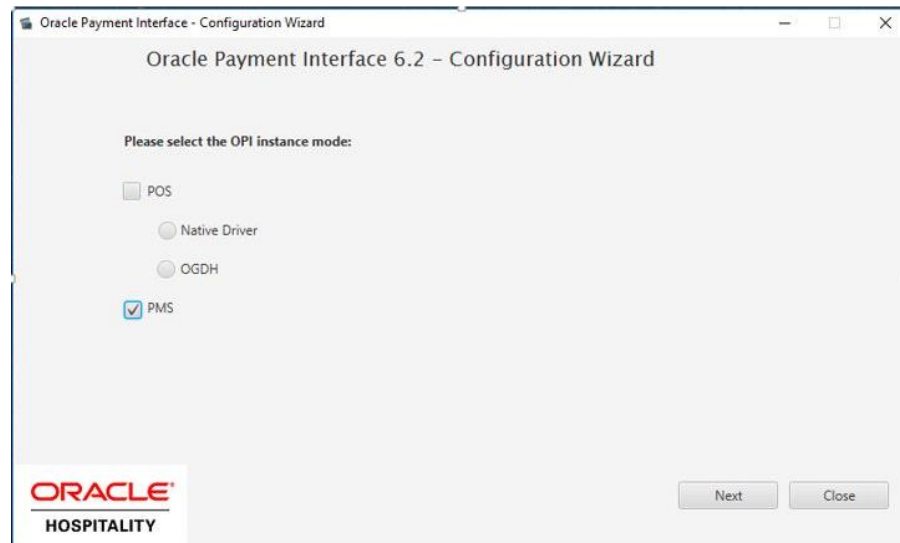 Oracle Payment Interface - Configuration Wizard
Oracle Payment Interface 6.2 – Configuration Wizard
Please select the OPI instance mode:
POS
Native Driver
OGDH
PMS
ORACLE®
HOSPITALITY
Next
Close